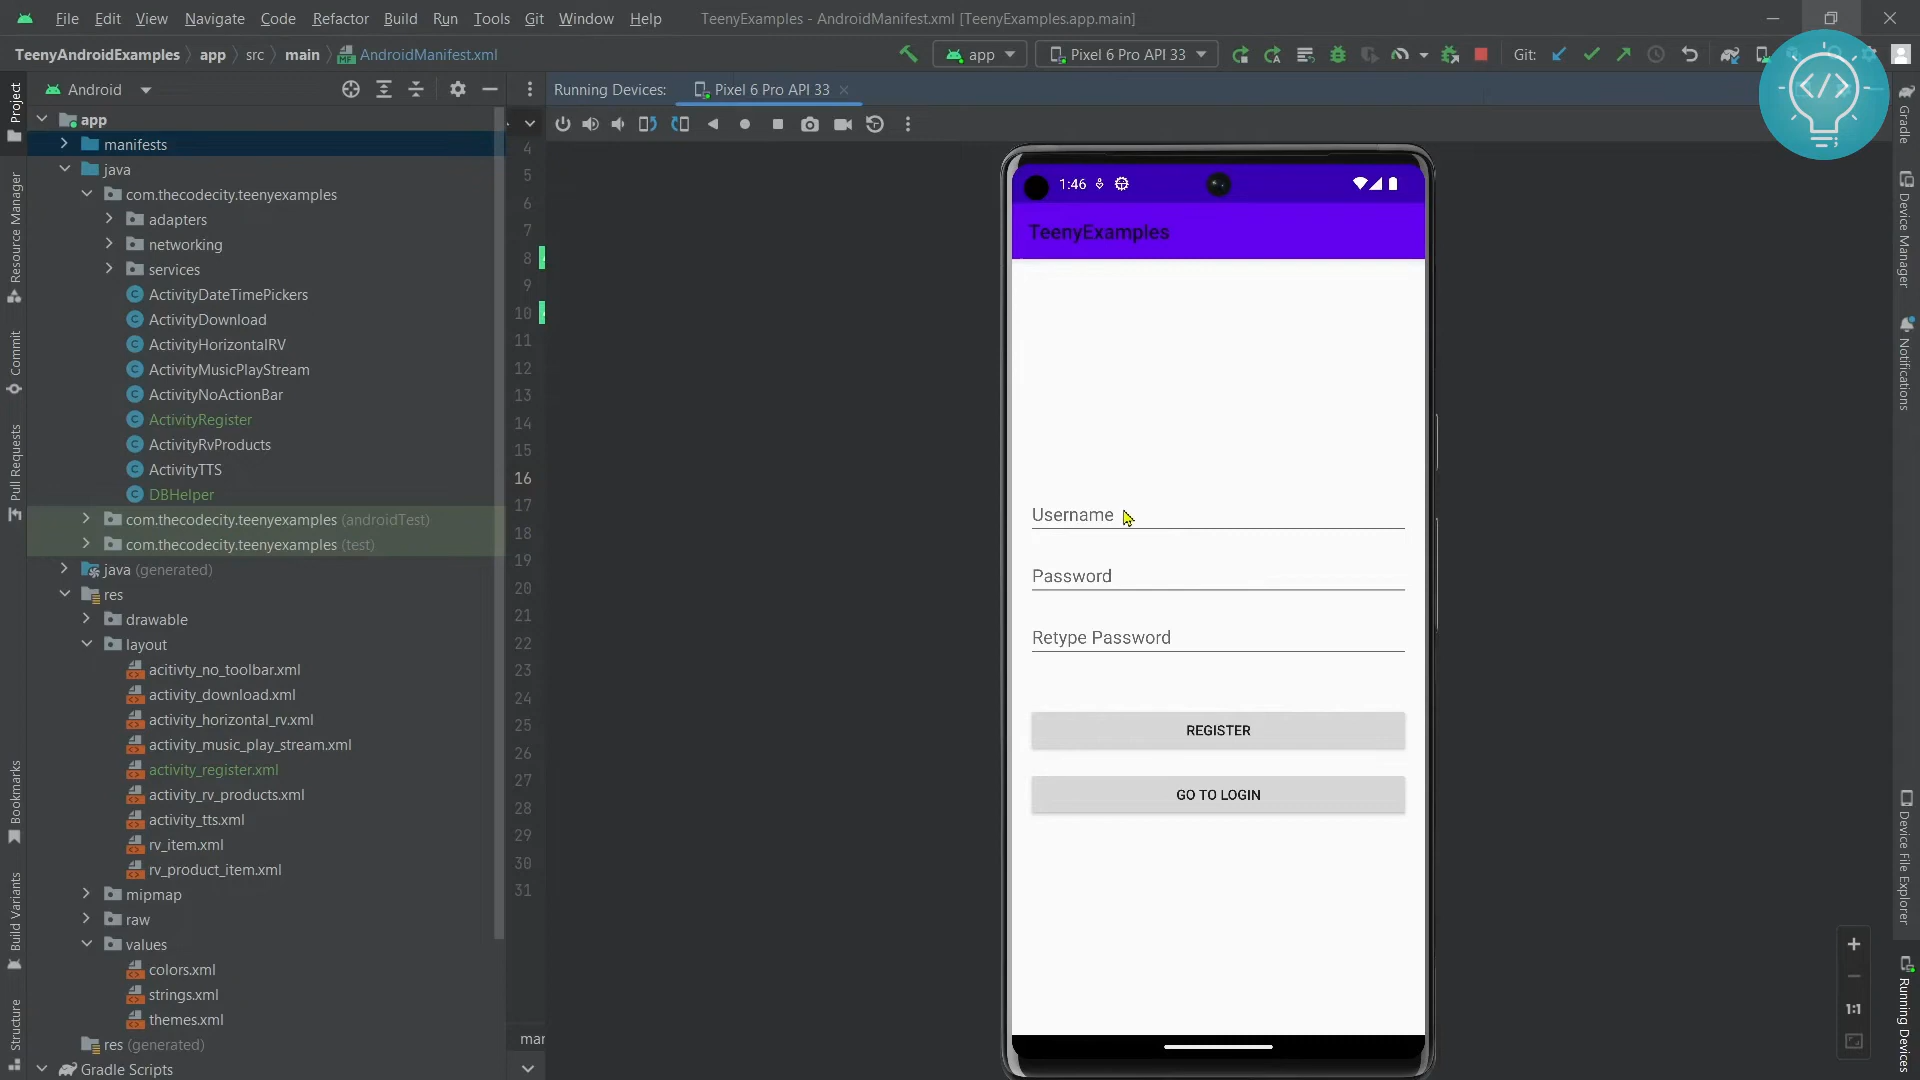 File Edit View Navigate Code Refactor Build Run Tools Git Window Help TeenyExamples - AndroidManifest.xml [TeenyExamples.app.main]
TeenyAndroidExamples app src main AndroidManifest.xml app Pixel 6 Pro API 33 Git:
Android Running Devices: Pixel 6 Pro API 33
app
manifests
java
com.thecodecity.teenyexamples
adapters
networking
services
ActivityDateTimePickers
ActivityDownload
ActivityHorizontalRV
ActivityMusicPlayStream
ActivityNoActionBar
ActivityRegister
ActivityRvProducts
ActivityTTS
DBHelper
com.thecodecity.teenyexamples (androidTest)
com.thecodecity.teenyexamples (test)
java (generated)
res
drawable
layout
acitivty_no_toolbar.xml
activity_download.xml
activity_horizontal_rv.xml
activity_music_play_stream.xml
activity_register.xml
activity_rv_products.xml
activity_tts.xml
rv_item.xml
rv_product_item.xml
mipmap
raw
values
colors.xml
strings.xml
themes.xml
res (generated)
Gradle Scripts
Project
Resource Manager
Commit
Pull Requests
Bookmarks
Build Variants
Structure
4
5
6
7
8
9
10
11
12
13
14
15
16
17
18
19
20
21
22
23
24
25
26
27
28
29
30
31
1:46
TeenyExamples
Username
Password
Retype Password
REGISTER
GO TO LOGIN
1:1
Gradle
Device Manager
Notifications
Device File Explorer
Running Devices